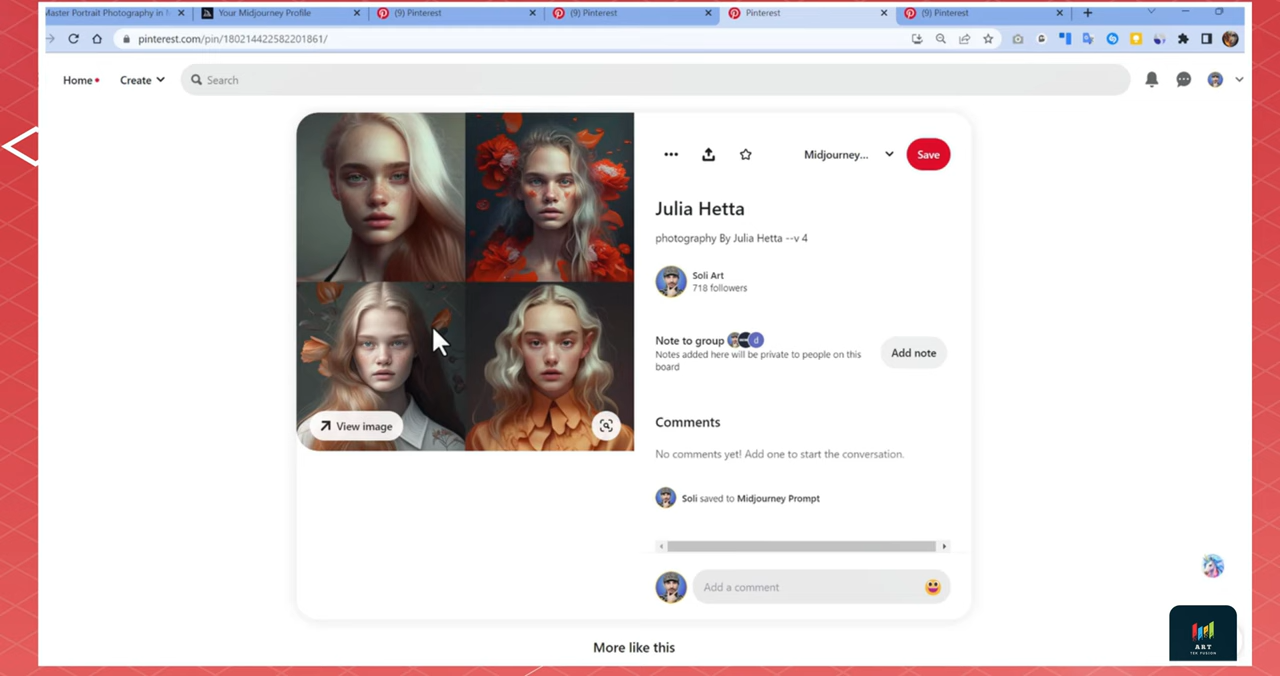 Master Portrait Photography in
Your Midjourney Profile
(9) Pinterest
(9) Pinterest
Pinterest
(9) Pinterest
pinterest.com/pin/180214422582201861/
Home
Create
Search
Midjourney...
Save
Julia Hetta
photography By Julia Hetta --v 4
Soli Art
718 followers
Note to group
d
Notes added here will be private to people on this
board
Add note
View image
Comments
No comments yet! Add one to start the conversation.
Soli saved to Midjourney Prompt
Add a comment
More like this
ART
TEE FUSION